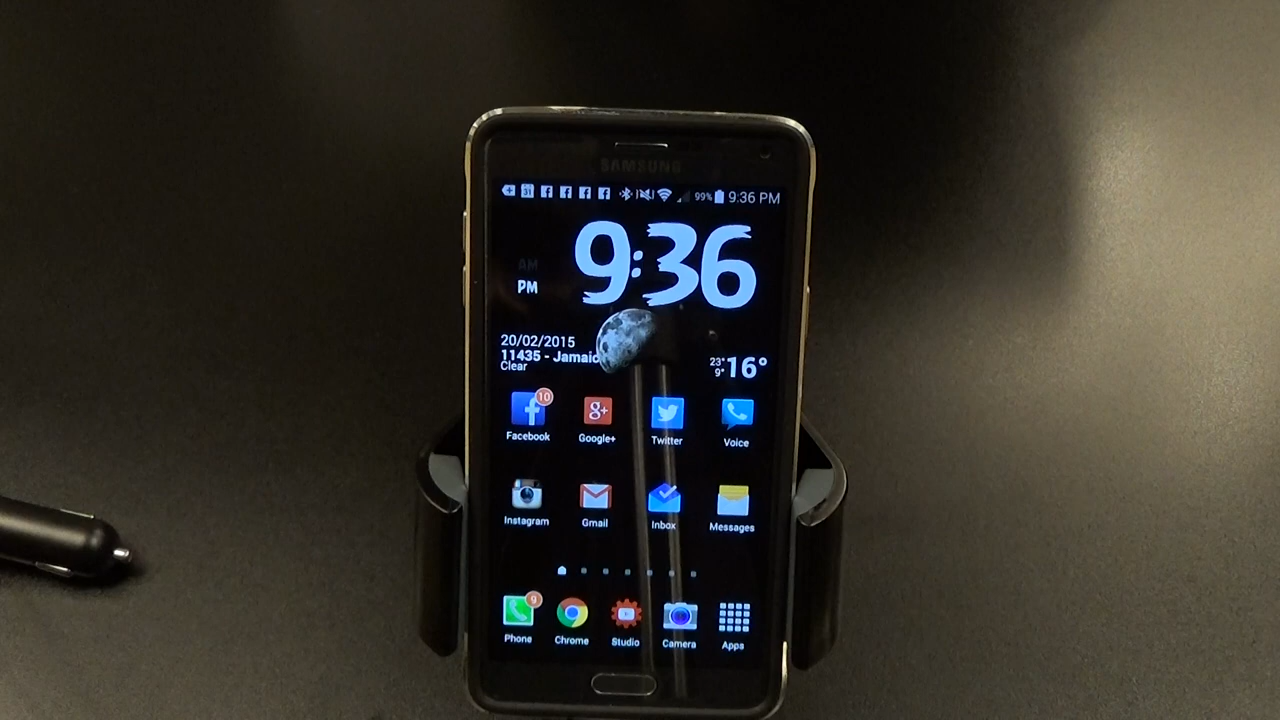 SAMSUNG
31
99% 9:36 PM
9:36
AM
PM
20/02/2015
11435 - Jamaic
Clear
23°
9°
16°
10
Facebook Google+ Twitter Voice
Instagram Gmail Inbox Messages
9
Phone Chrome Studio Camera Apps